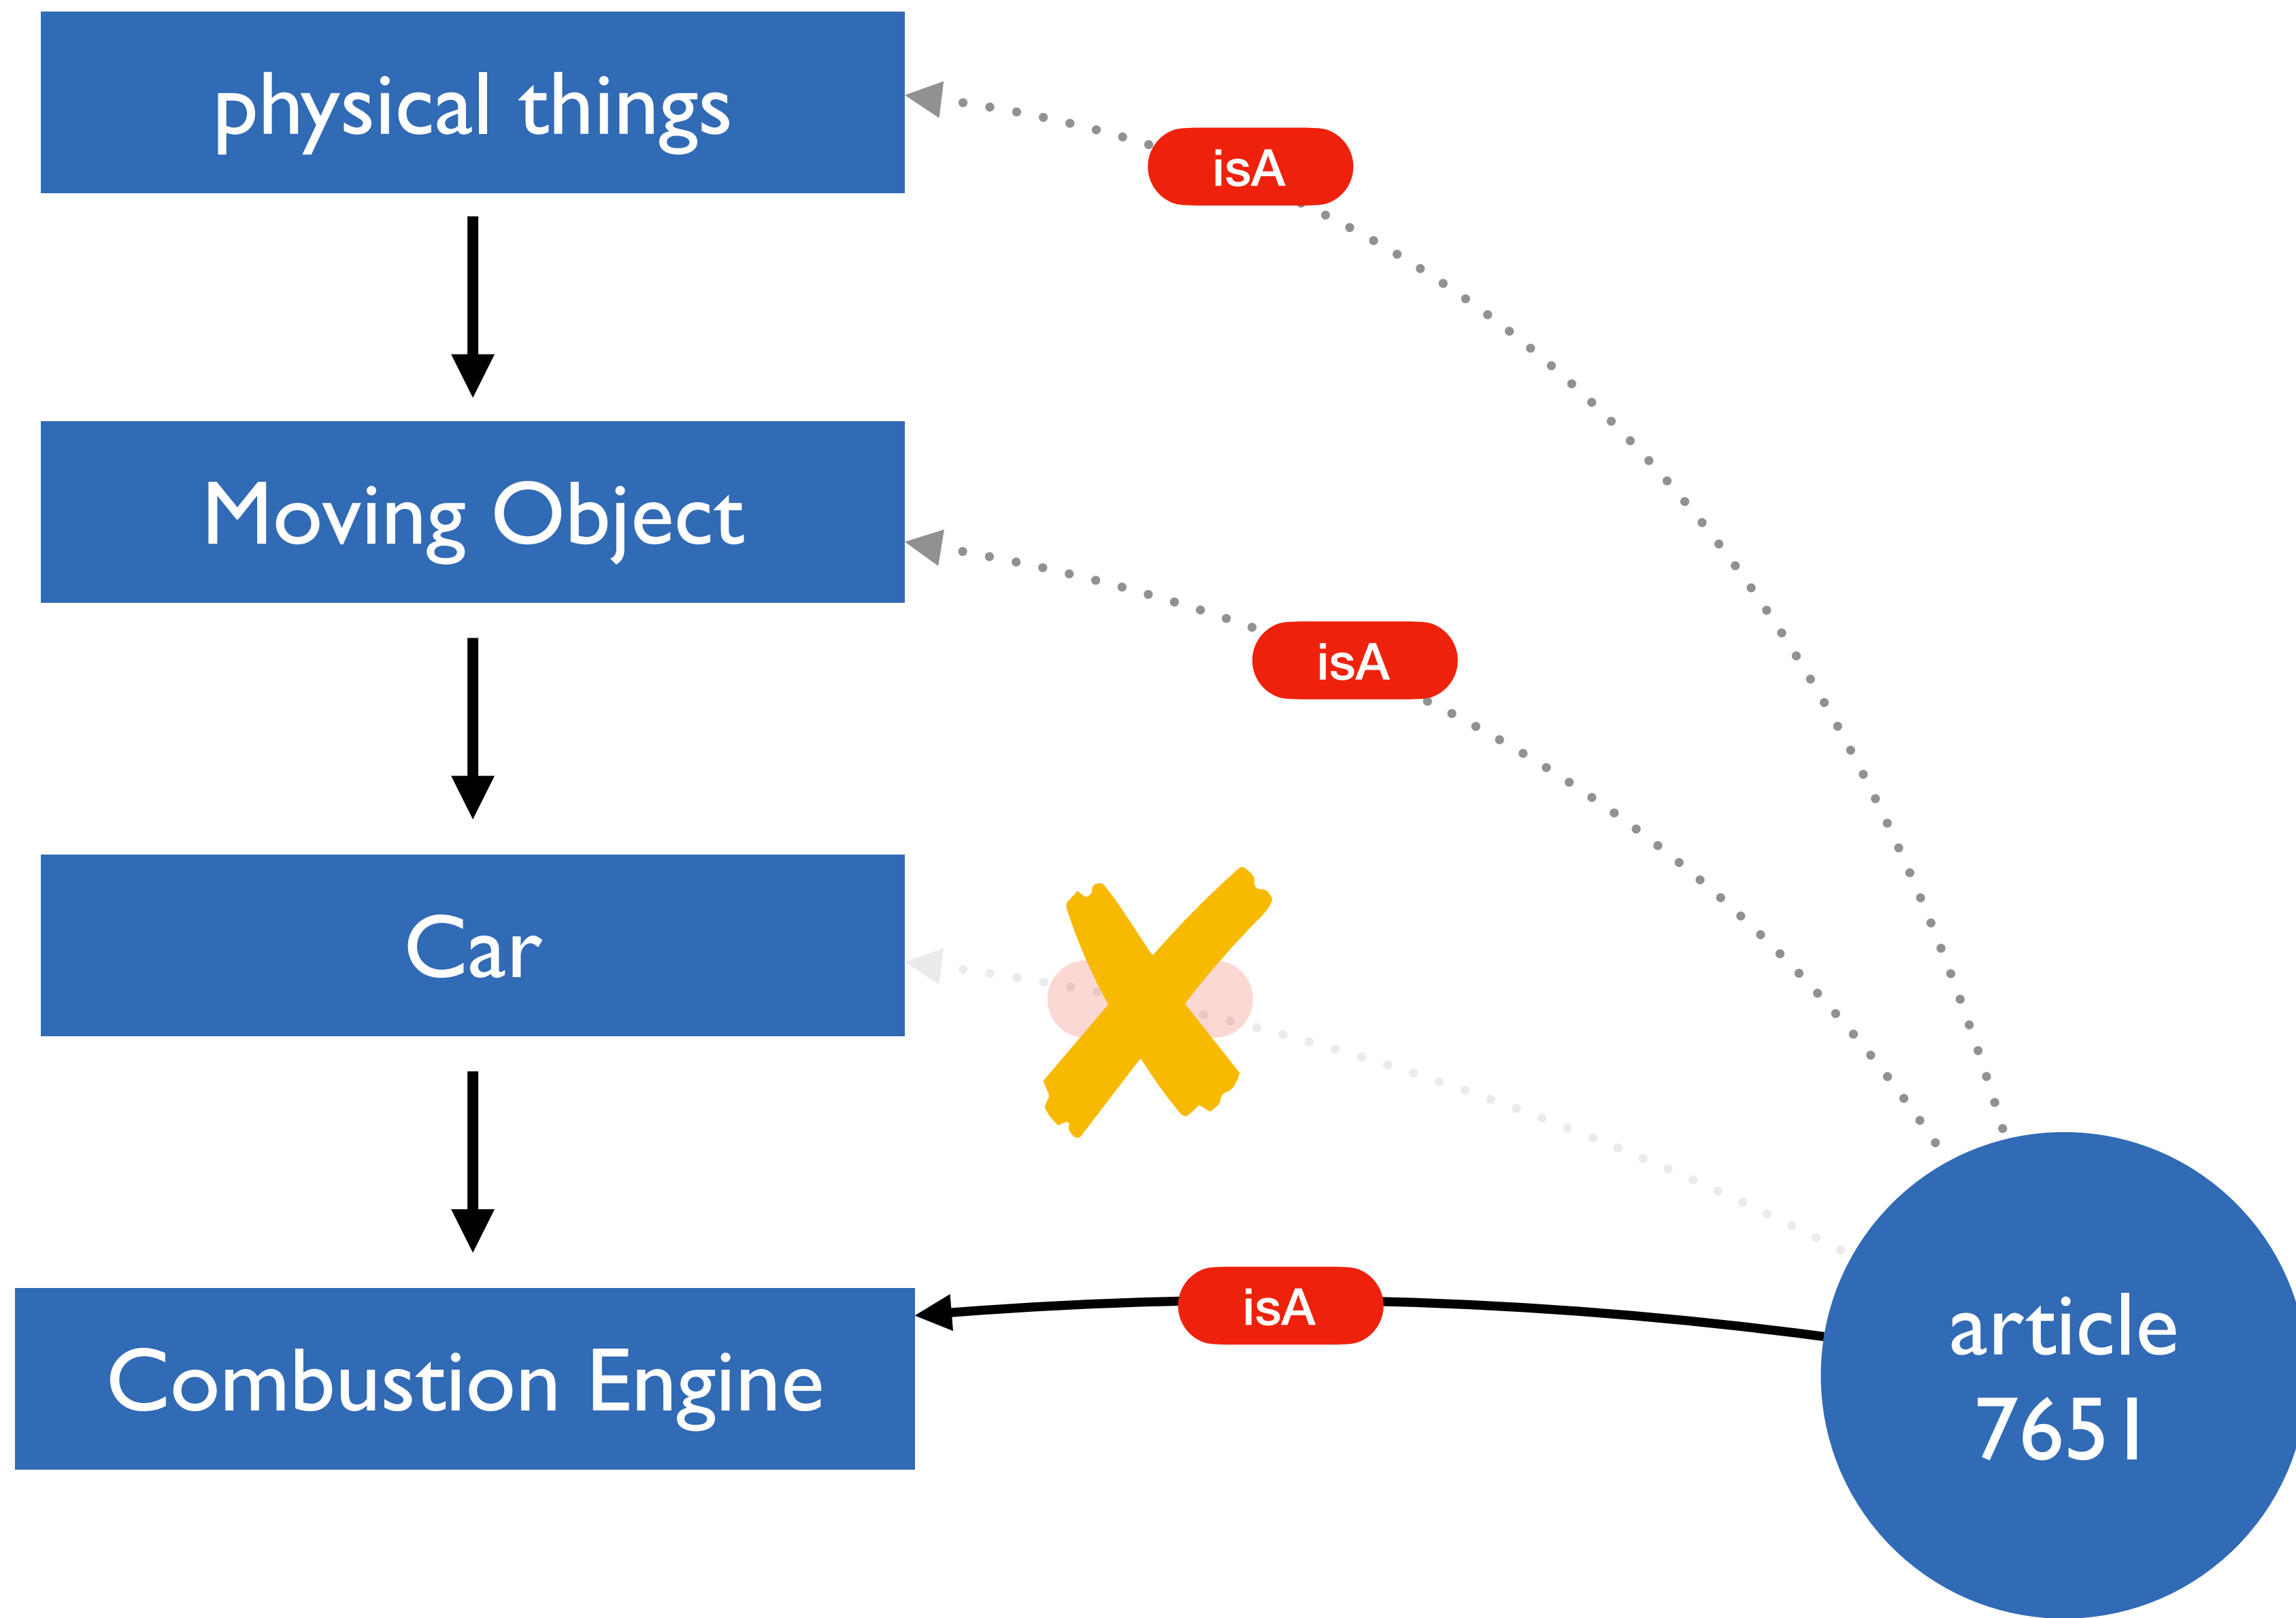 physical things
isA
Moving Object
isA
Car
isA
Combustion Engine
article
7651